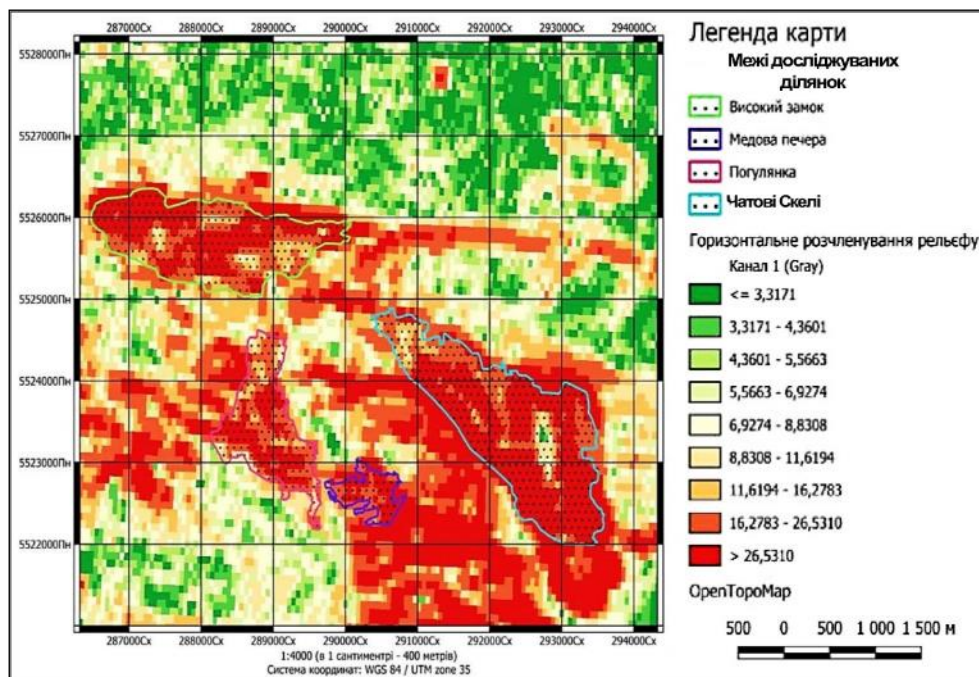 287000Сх 288000Сх 289000Сх 290000Сх 291000Сх 292000Сх 293000Сх 294000Сх
5528000Пн
5527000Пн
5526000Пн
5525000Пн
5524000Пн
5523000Пн
5522000Пн
287000Сх 288000Сх 289000Сх 290000Сх 291000Сх 292000Сх 293000Сх 294000Сх
1:4000 (в 1 сантиметрі - 400 метрів)
Система координат: WGS 84 / UTM zone 35
Легенда карти
Межі досліджуваних
ділянок
Високий замок
Медова печера
Погулянка
Чатові Скелі
Горизонтальне розчленування рельєфу
Канал 1 (Gray)
<= 3,3171
3,3171 - 4,3601
4,3601 - 5,5663
5,5663 - 6,9274
6,9274 - 8,8308
8,8308 - 11,6194
11,6194 - 16,2783
16,2783 - 26,5310
> 26,5310
OpenTopoMap
500 0 500 1 000 1 500 м